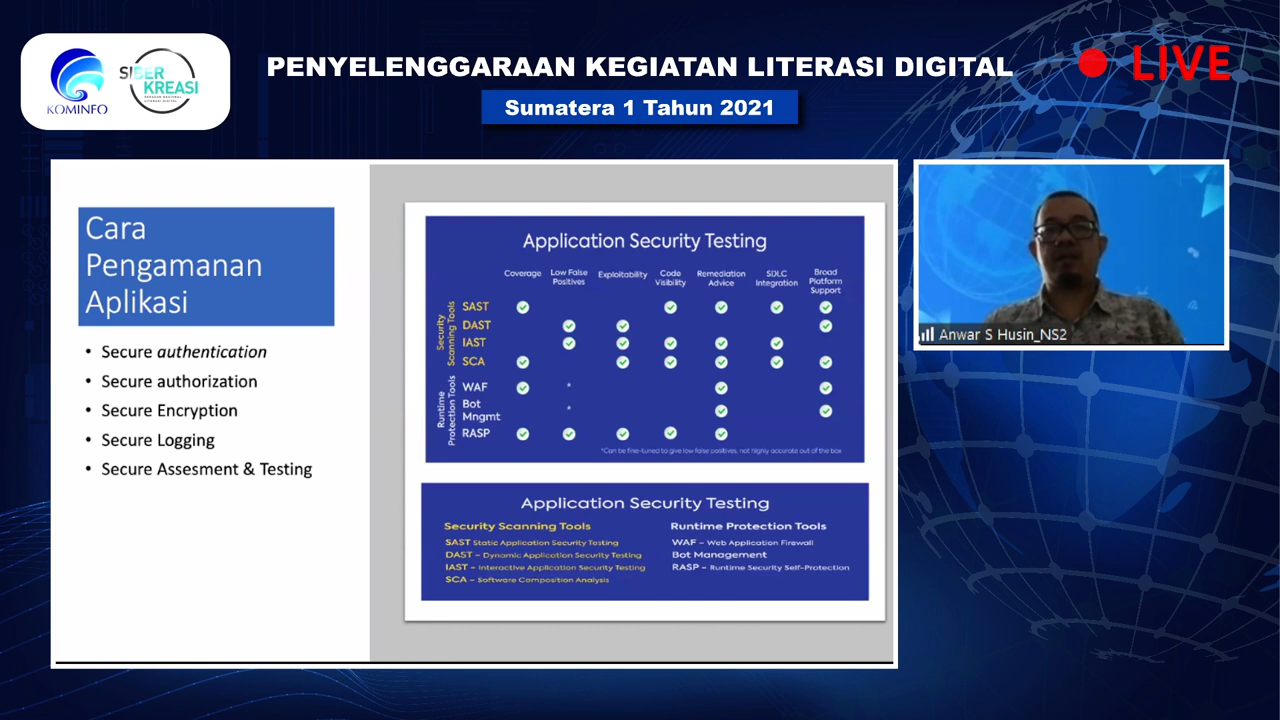 KOMINFO
SIBER
KREASI
PENYELENGGARAAN KEGIATAN LITERASI DIGITAL
Sumatera 1 Tahun 2021
LIVE
Cara
Pengamanan
Aplikasi
• Secure authentication
• Secure authorization
• Secure Encryption
• Secure Logging
• Secure Assesment & Testing
Application Security Testing
Coverage Low False Positives Exploitability Code Visibility Remediation Advice SDLC Integration Broad Platform Support
Security Scanning Tools
SAST
DAST
IAST
SCA
Runtime Protection Tools
WAF *
Bot Mngmt *
RASP
*Can be fine-tuned to give low false positives, not highly accurate out of the box
Application Security Testing
Security Scanning Tools
SAST Static Application Security Testing
DAST – Dynamic Application Security Testing
IAST – Interactive Application Security Testing
SCA – Software Composition Analysis
Runtime Protection Tools
WAF – Web Application Firewall
Bot Management
RASP – Runtime Security Self-Protection
Anwar S Husin_NS2